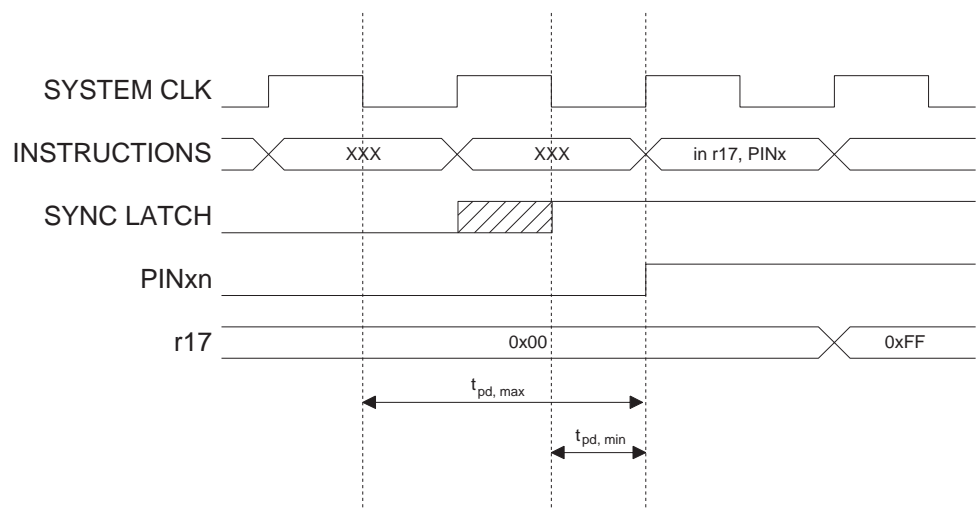 SYSTEM CLK
INSTRUCTIONS XXX XXX in r17, PINx
SYNC LATCH
PINxn
r17 0x00 0xFF
tpd, max
tpd, min